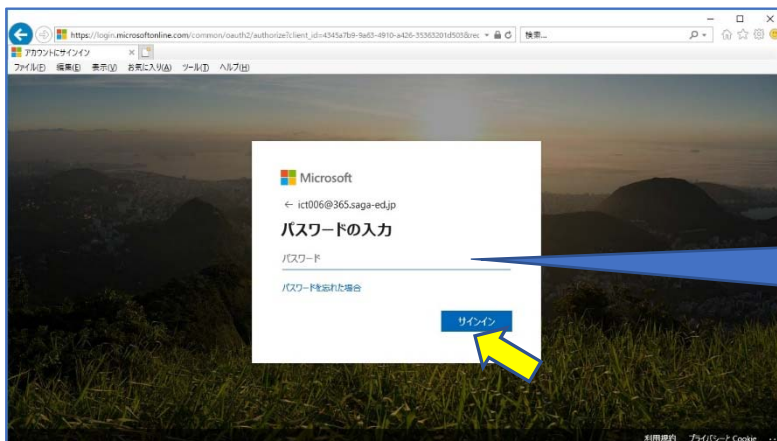 https://login.microsoftonline.com/common/oauth2/authorize?client_id=4345a7b9-9a63-4910-a426-35363201d503&rec
検索...
アカウントにサインイン
ファイル(F) 編集(E) 表示(V) お気に入り(A) ツール(T) ヘルプ(H)
Microsoft
← ict006@365.saga-ed.jp
パスワードの入力
パスワード
パスワードを忘れた場合
サインイン
利用規約 プライバシーと Cookie ...